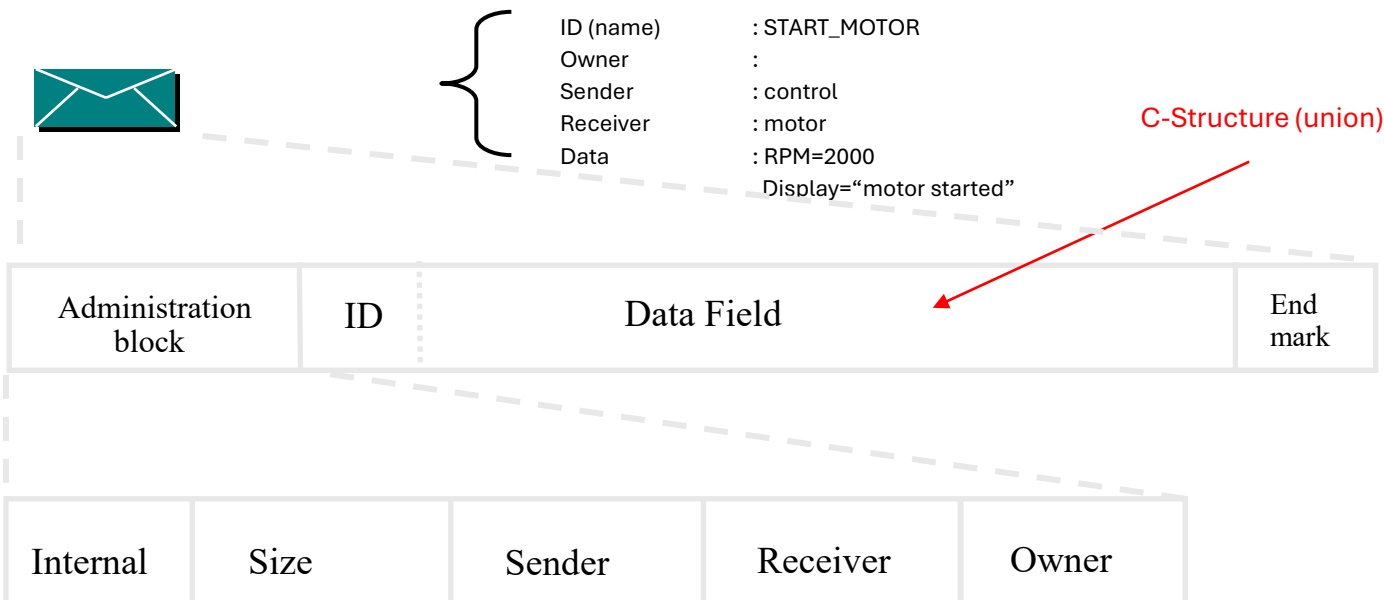 ID (name) : START_MOTOR
Owner :
Sender : control
Receiver : motor
Data : RPM=2000
Display=“motor started”
C-Structure (union)
Administration
block
ID
Data Field
End
mark
Internal
Size
Sender
Receiver
Owner